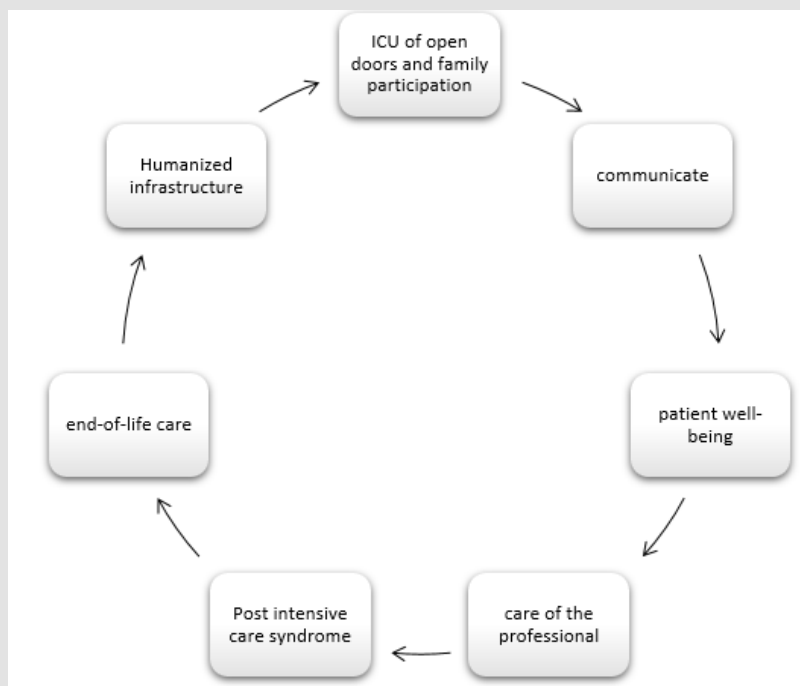 ICU of open
doors and family
participation
communicate
patient well-
being
care of the
professional
Post intensive
care syndrome
end-of-life care
Humanized
infrastructure